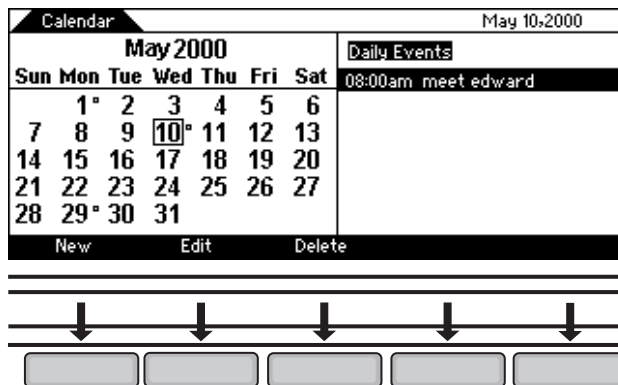 Calendar May 10,2000
May 2000
Sun Mon Tue Wed Thu Fri Sat
1° 2 3 4 5 6
7 8 9 10° 11 12 13
14 15 16 17 18 19 20
21 22 23 24 25 26 27
28 29° 30 31
Daily Events
08:00am meet edward
New Edit Delete